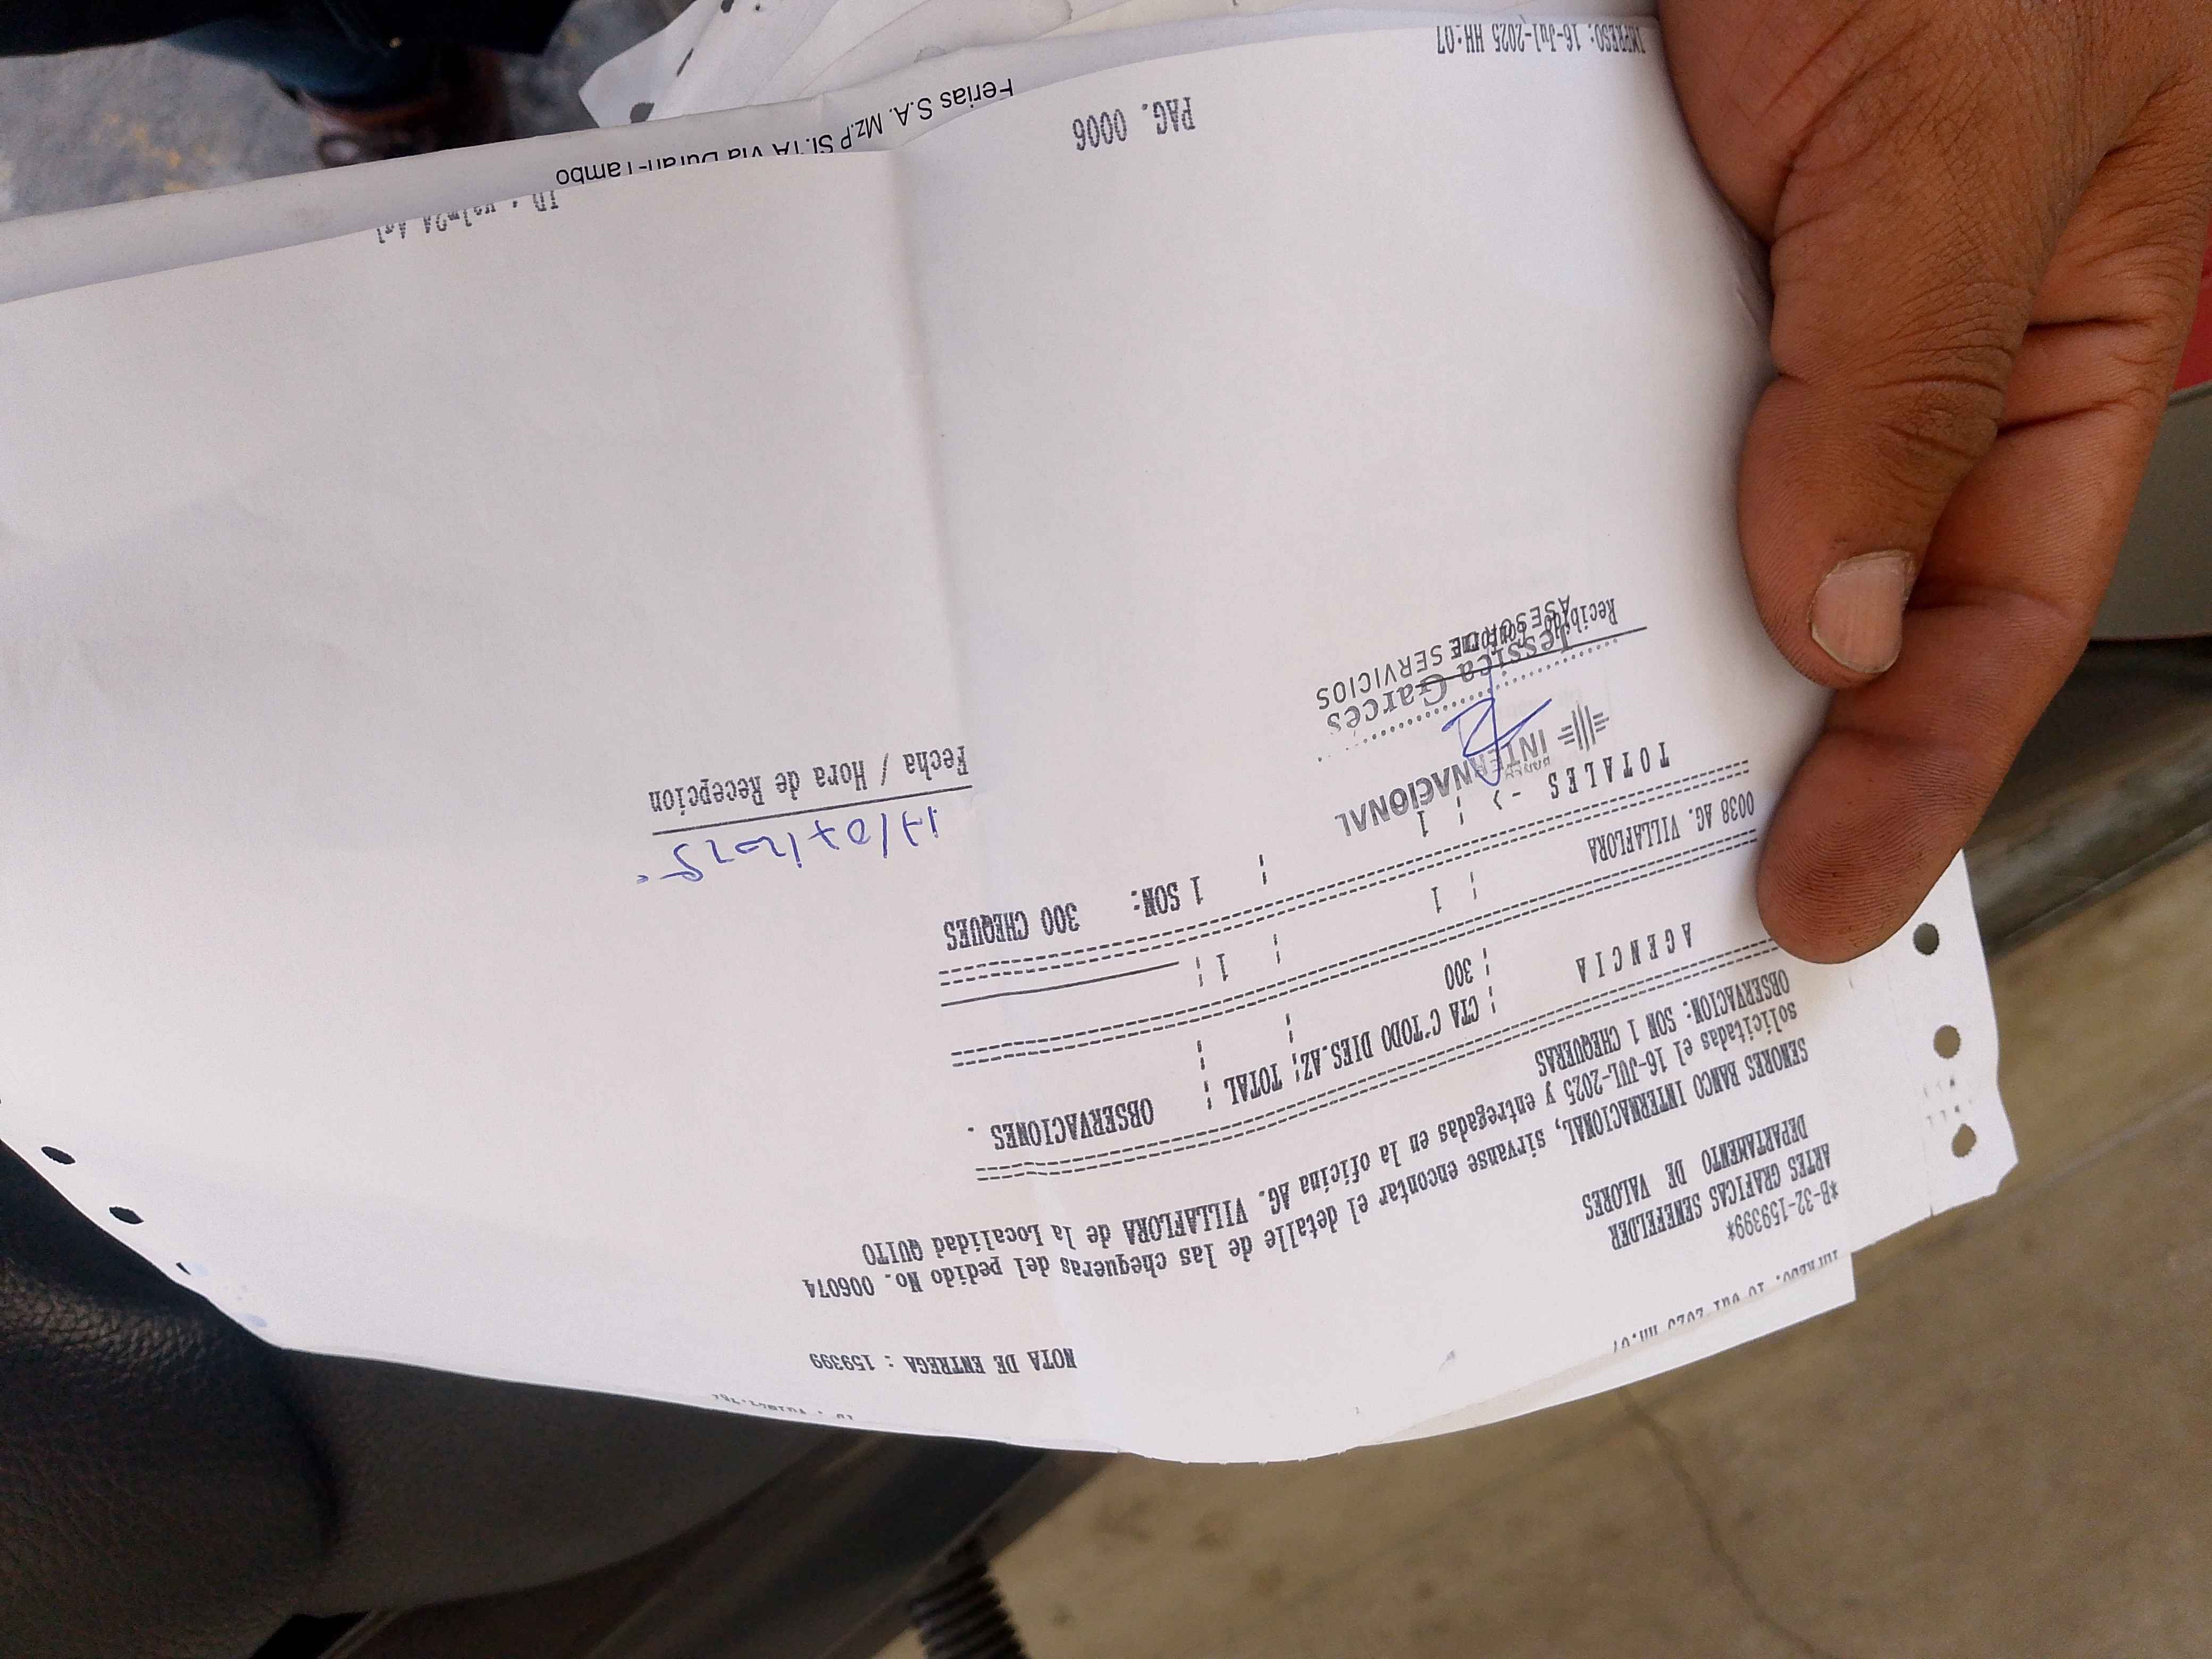 NOTA DE ENTREGA : 159399
*B-32-159399*
ARTES GRAFICAS SENEFELDER
DEPARTAMENTO DE VALORES
SENORES BANCO INTERNACIONAL, sirvanse encontar el detalle de las chequeras del pedido No. 006074
solicitadas el 16-JUL-2025 y entregadas en la oficina AG. VILLAFLORA de la Localidad QUITO
OBSERVACION: SON 1 CHEQUERAS
A G E N C I A ¦ CTA C'TODO DIES.AZ¦ TOTAL ¦ OBSERVACIONES .
¦ 300 ¦ ¦
0038 AG. VILLAFLORA ¦ 1 ¦ 1 ¦
T O T A L E S -> ¦ 1 ¦ 1 SON: 300 CHEQUES
BANCO
INTERNACIONAL
17/07/2025
Jessica Garcés
ASESOR DE SERVICIOS
Recibido Conforme
Fecha / Hora de Recepcion
IMPRESO: 16-Jul-2025 HH:07
PAG. 0006
Ferias S.A. Mz.P Sl.1A Via Duran-Tambo